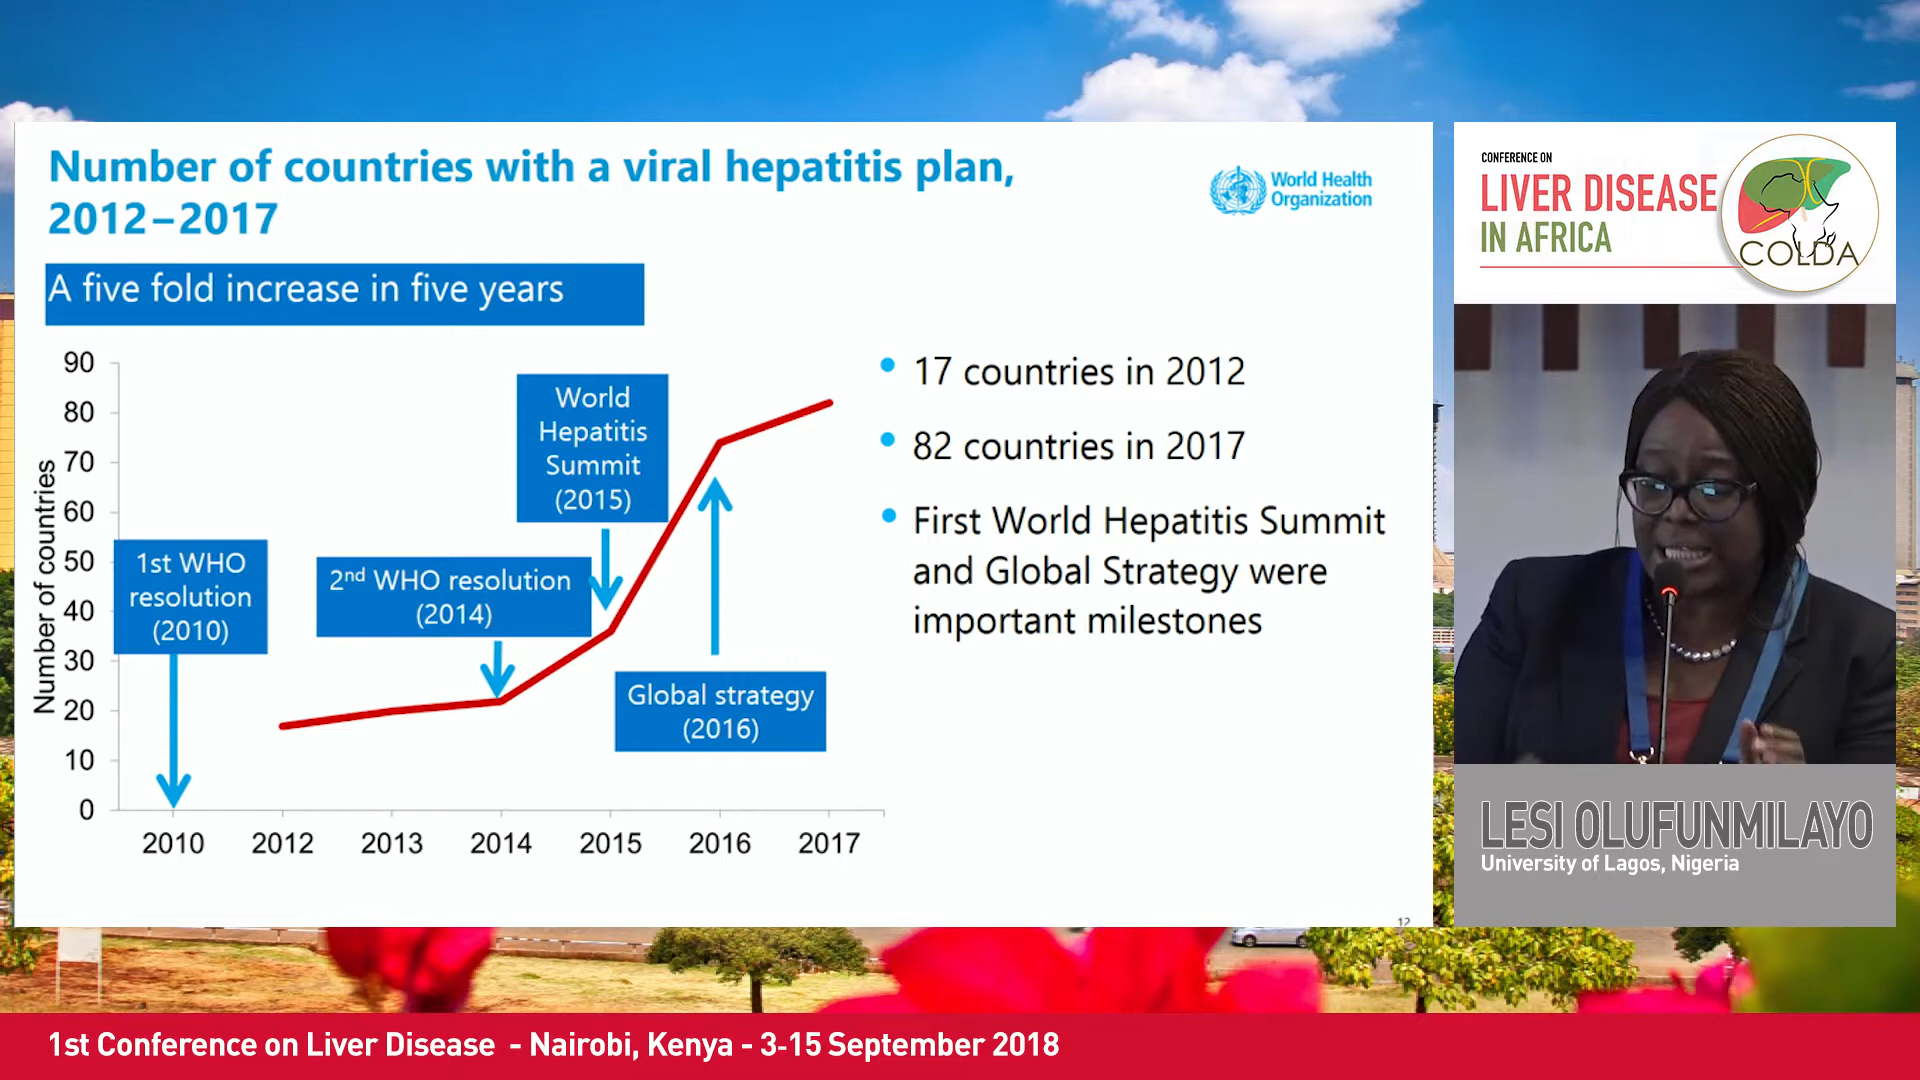 Number of countries with a viral hepatitis plan,
2012–2017
World Health
Organization
A five fold increase in five years
Number of countries
90
80
70
60
50
40
30
20
10
0
1st WHO
resolution
(2010)
2nd WHO resolution
(2014)
World
Hepatitis
Summit
(2015)
Global strategy
(2016)
2010 2012 2013 2014 2015 2016 2017
• 17 countries in 2012
• 82 countries in 2017
• First World Hepatitis Summit
and Global Strategy were
important milestones
12
CONFERENCE ON
LIVER DISEASE
IN AFRICA
COLDA
LESI OLUFUNMILAYO
University of Lagos, Nigeria
1st Conference on Liver Disease - Nairobi, Kenya - 3-15 September 2018